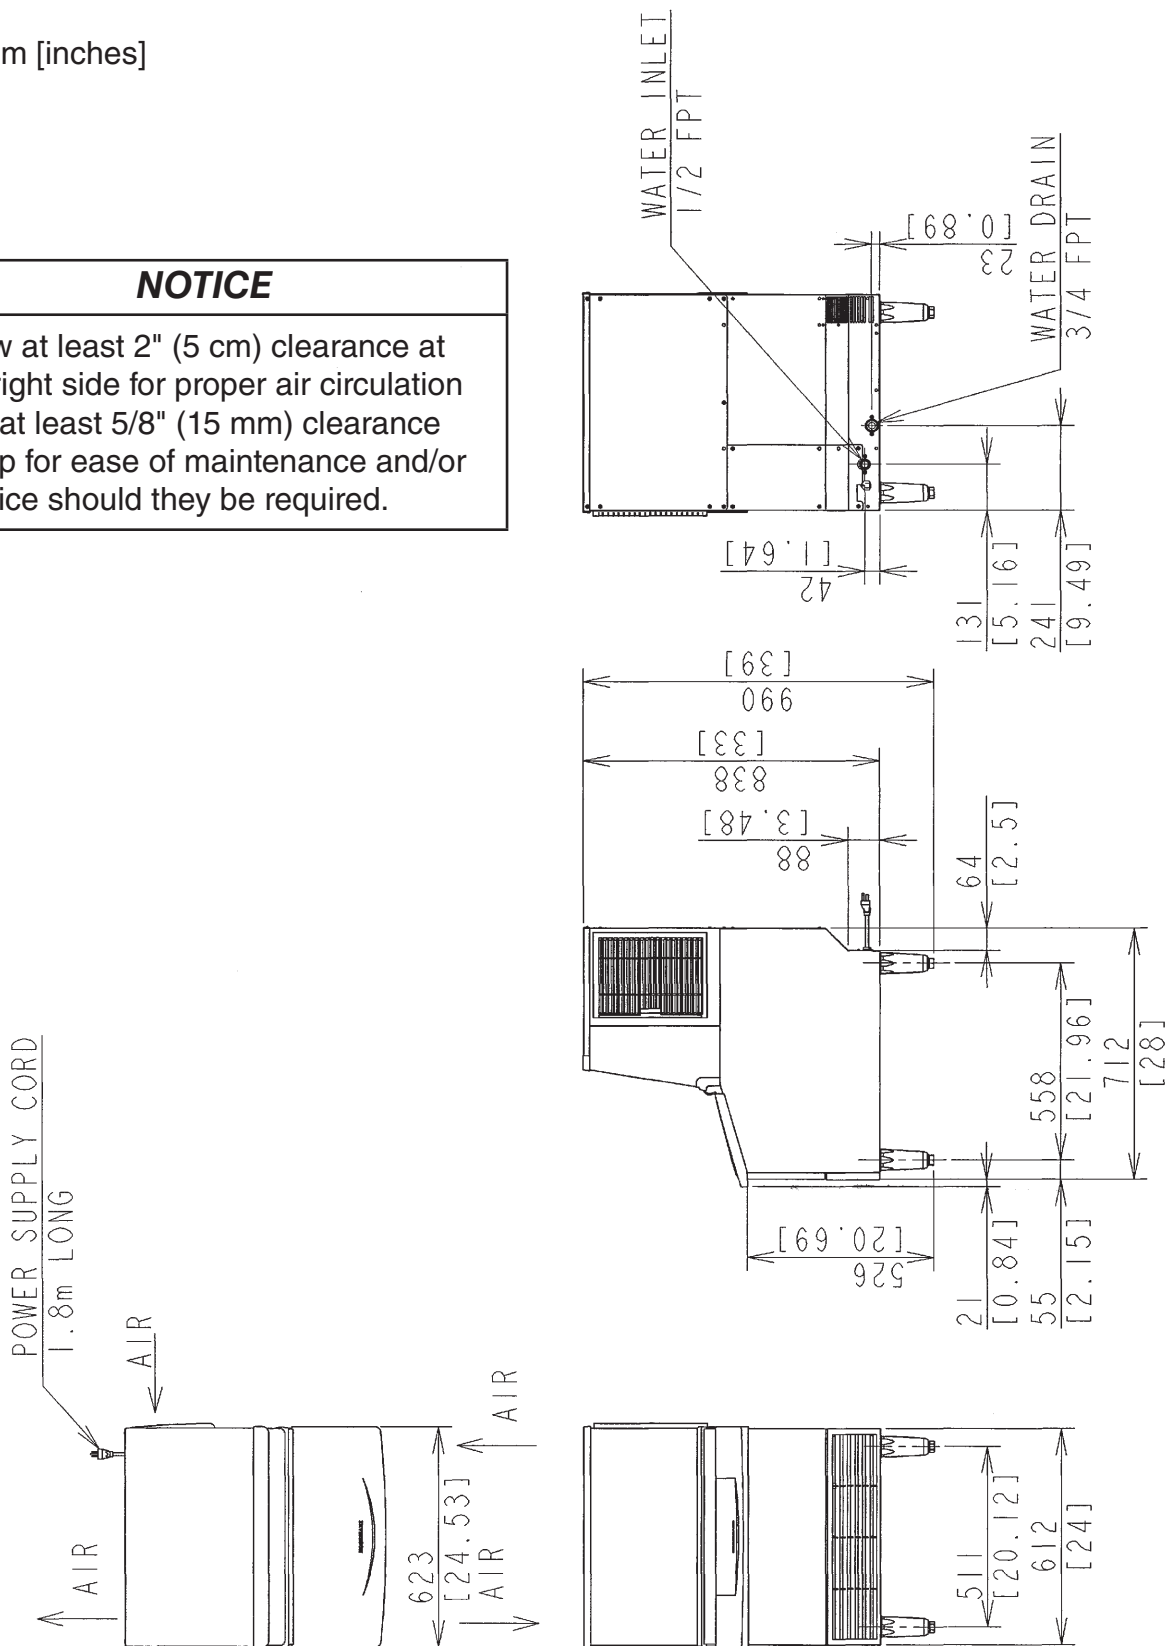 m [inches]
NOTICE
w at least 2" (5 cm) clearance at
right side for proper air circulation
at least 5/8" (15 mm) clearance
p for ease of maintenance and/or
ice should they be required.
WATER INLET
1/2 FPT
WATER DRAIN
3/4 FPT
23
[0.89]
42
[1.64]
131
[5.16]
241
[9.49]
990
[39]
838
[33]
88
[3.48]
64
[2.5]
558
[21.96]
712
[28]
526
[20.69]
21
[0.84]
55
[2.15]
POWER SUPPLY CORD
1.8m LONG
AIR
AIR
AIR
AIR
623
[24.53]
511
[20.12]
612
[24]